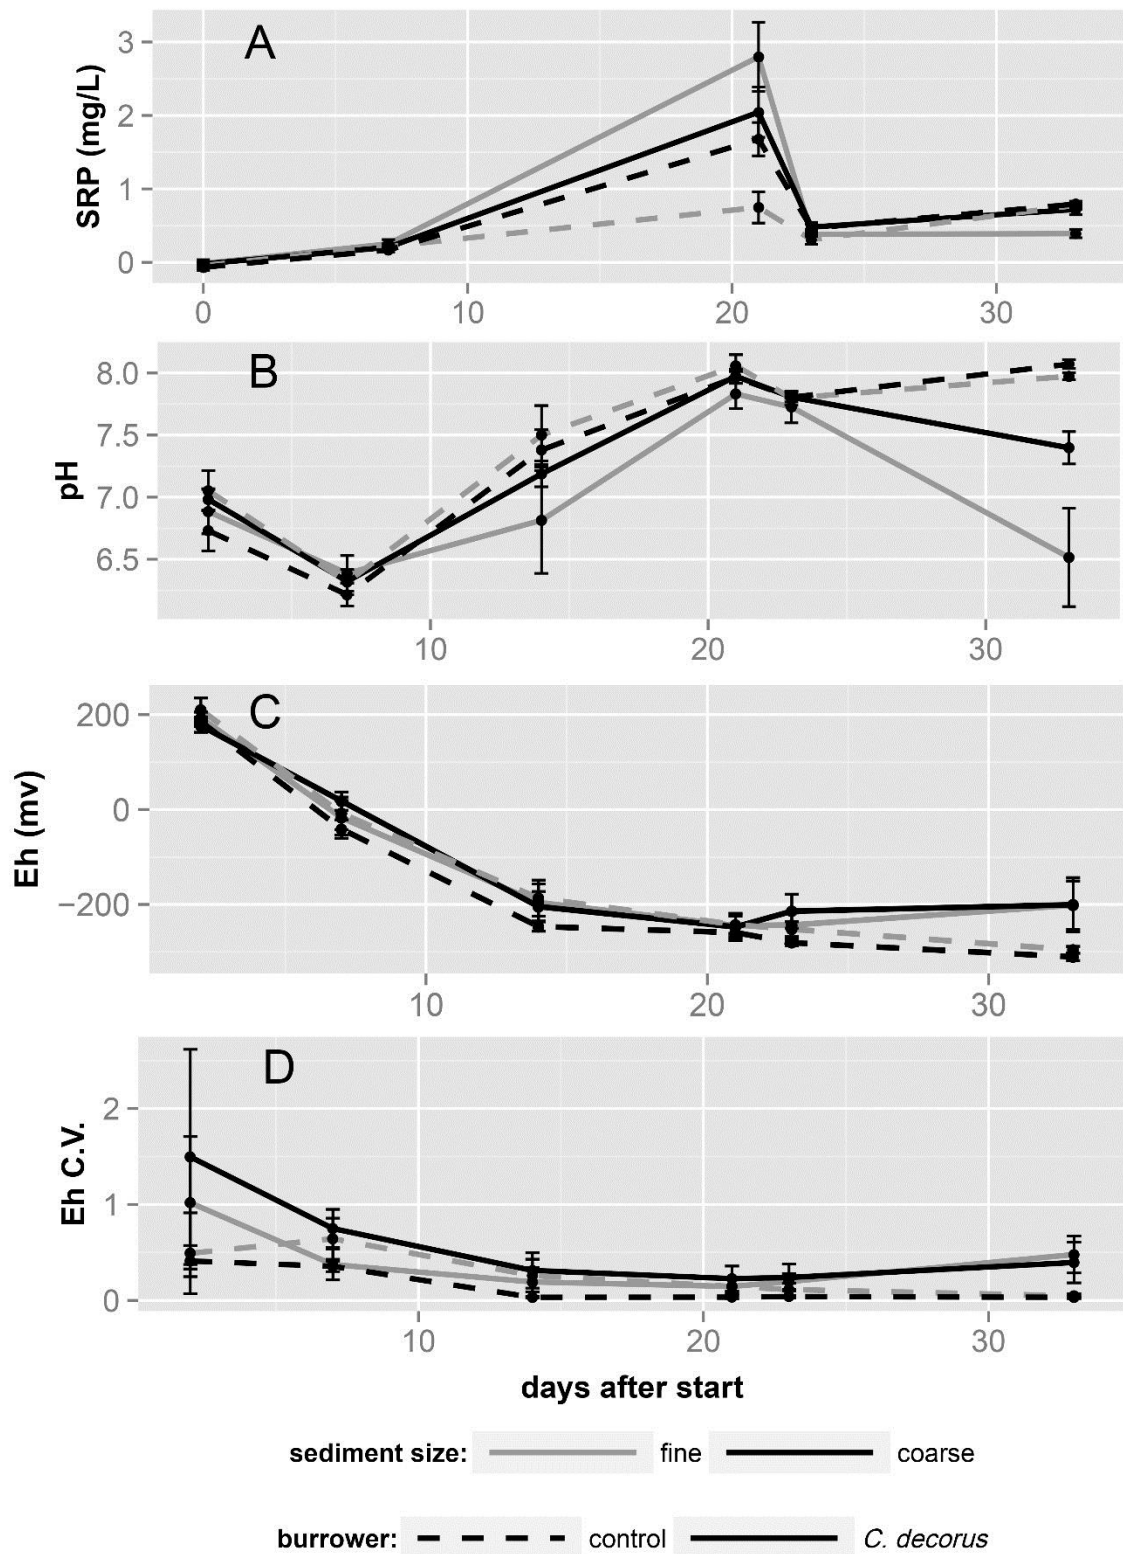 A
SRP (mg/L)
3
2
1
0
0 10 20 30
B
pH
8.0
7.5
7.0
6.5
10 20 30
C
Eh (mv)
200
0
−200
10 20 30
D
Eh C.V.
2
1
0
10 20 30
days after start
sediment size: fine coarse
burrower: control C. decorus